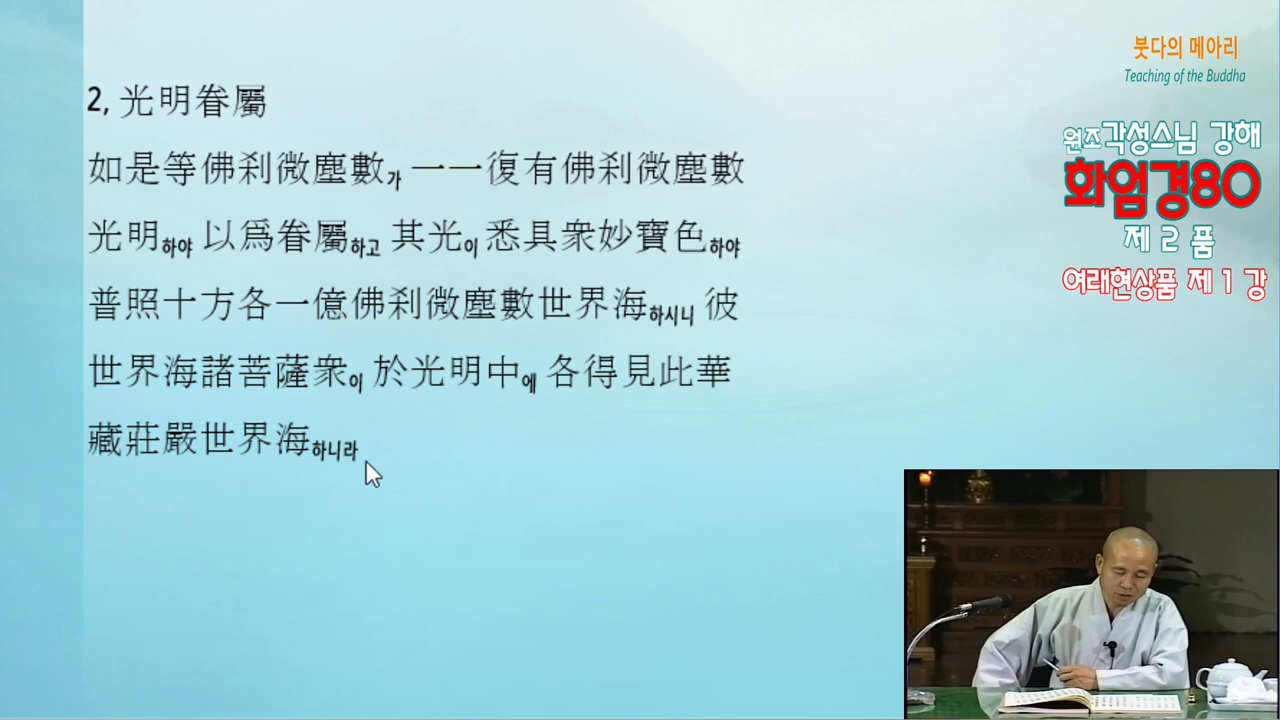 2, 光明眷屬
如是等佛刹微塵數가 一一復有佛刹微塵數
光明하야 以爲眷屬하고 其光이 悉具衆妙寶色하야
普照十方各一億佛刹微塵數世界海하시니 彼
世界海諸菩薩衆이 於光明中에 各得見此華
藏莊嚴世界海하니라
붓다의 메아리
Teaching of the Buddha
원조각성스님 강해
화엄경80
제 2 품
여래현상품 제 1 강